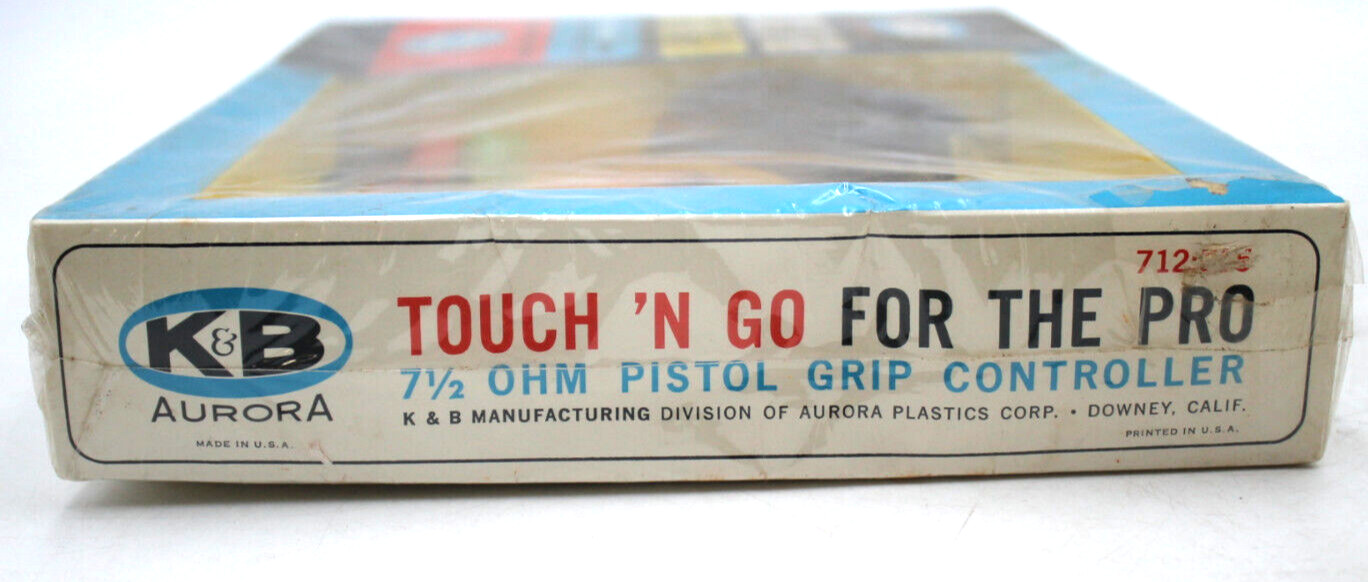 712-
K&B
AURORA
MADE IN U.S.A.
TOUCH 'N GO FOR THE PRO
7½ OHM PISTOL GRIP CONTROLLER
K & B MANUFACTURING DIVISION OF AURORA PLASTICS CORP. • DOWNEY, CALIF.
PRINTED IN U.S.A.